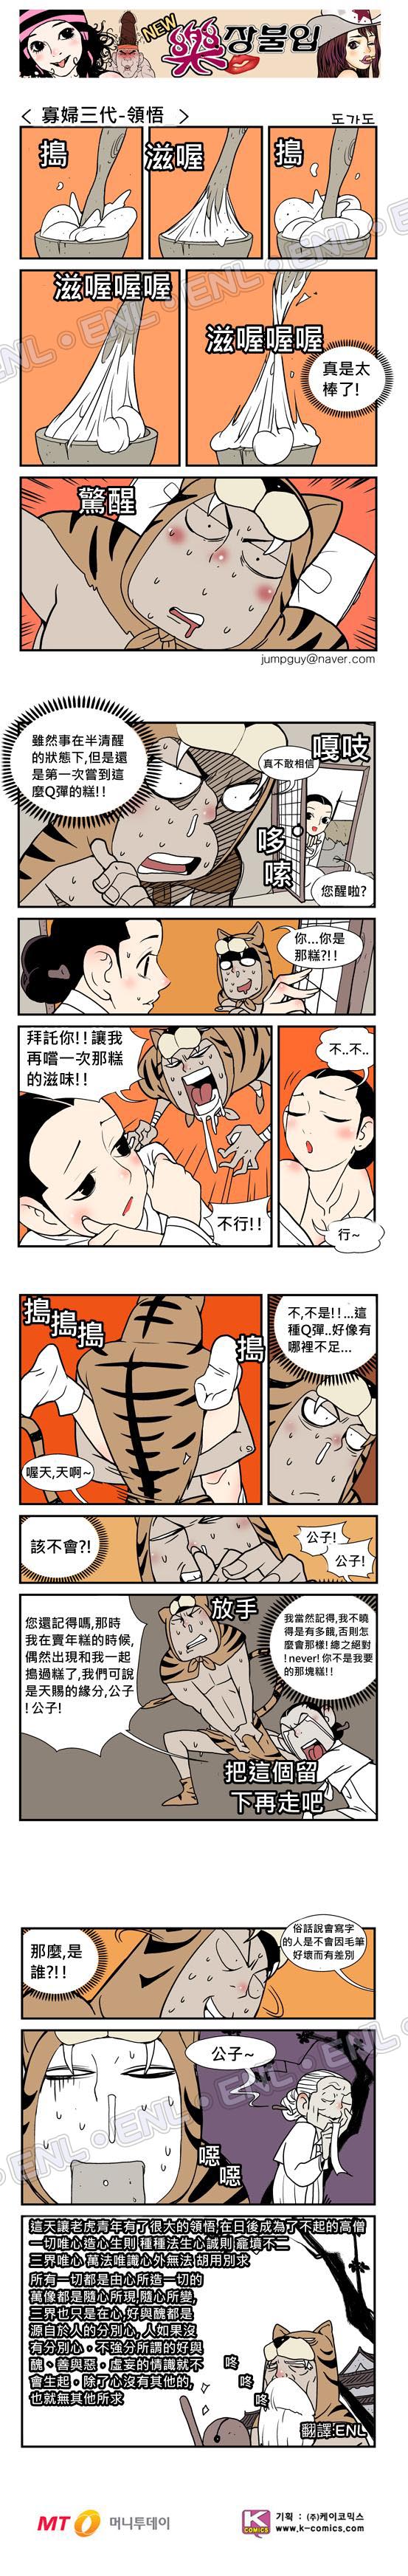 NEW 樂 장불입
< 寡婦三代-領悟 >
도가도
搗
滋喔
搗
滋喔喔喔
滋喔喔喔
真是太
棒了!
驚醒
jumpguy@naver.com
雖然事在半清醒
的狀態下,但是還
是第一次嘗到這
麼Q彈的糕!!
真不敢相信
嘎吱
哆
嗦
您醒啦?
你...你是
那糕?!!
拜託你!!讓我
再嚐一次那糕
的滋味!!
不行!!
不..不..
行~
搗
搗
搗
搗
喔天,天啊~
不,不是!!...這
種Q彈..好像有
哪裡不足...
該不會?!
公子!
公子!
您還記得嗎,那時
我在賣年糕的時候,
偶然出現和我一起
搗過糕了,我們可說
是天賜的緣分,公子
!公子!
放手
我當然記得,我不曉
得是有多餓,否則怎
麼會那樣! 總之絕對
!never! 你不是我要
的那塊糕!!
把這個留
下再走吧
那麼,是
誰?!!
俗話說會寫字
的人是不會因毛筆
好壞而有差別
公子~
噁
噁
這天讓老虎青年有了很大的領悟,在日後成為了不起的高僧
一切唯心造心生則 種種法生心誠則 龕墳不二
三界唯心 萬法唯識心外無法 胡用別求
所有一切都是由心所造一切的
萬像都是隨心所現,隨心所變,
三界也只是在心,好與醜都是
源自於人的分別心, 人如果沒
有分別心，不強分所謂的好與
醜、善與惡，虛妄的情識就不
會生起，除了心沒有其他的,
也就無其他所求
咚
咚
咚
翻譯:ENL
MT 머니투데이
K COMICS
기획 : (주)케이코믹스
www.k-comics.com
ENL • ENL • ENL • ENL
ENL • ENL • ENL • ENL